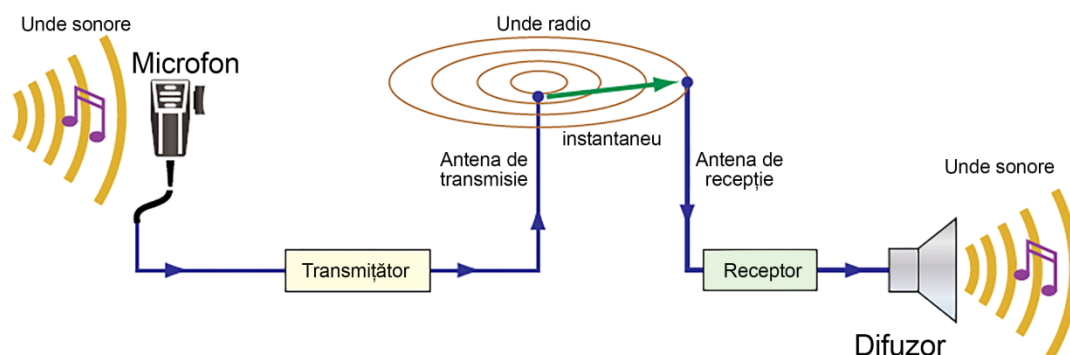 Unde sonore
Microfon
Unde radio
instantaneu
Antena de
transmisie
Antena de
recepție
Unde sonore
Transmițător
Receptor
Difuzor